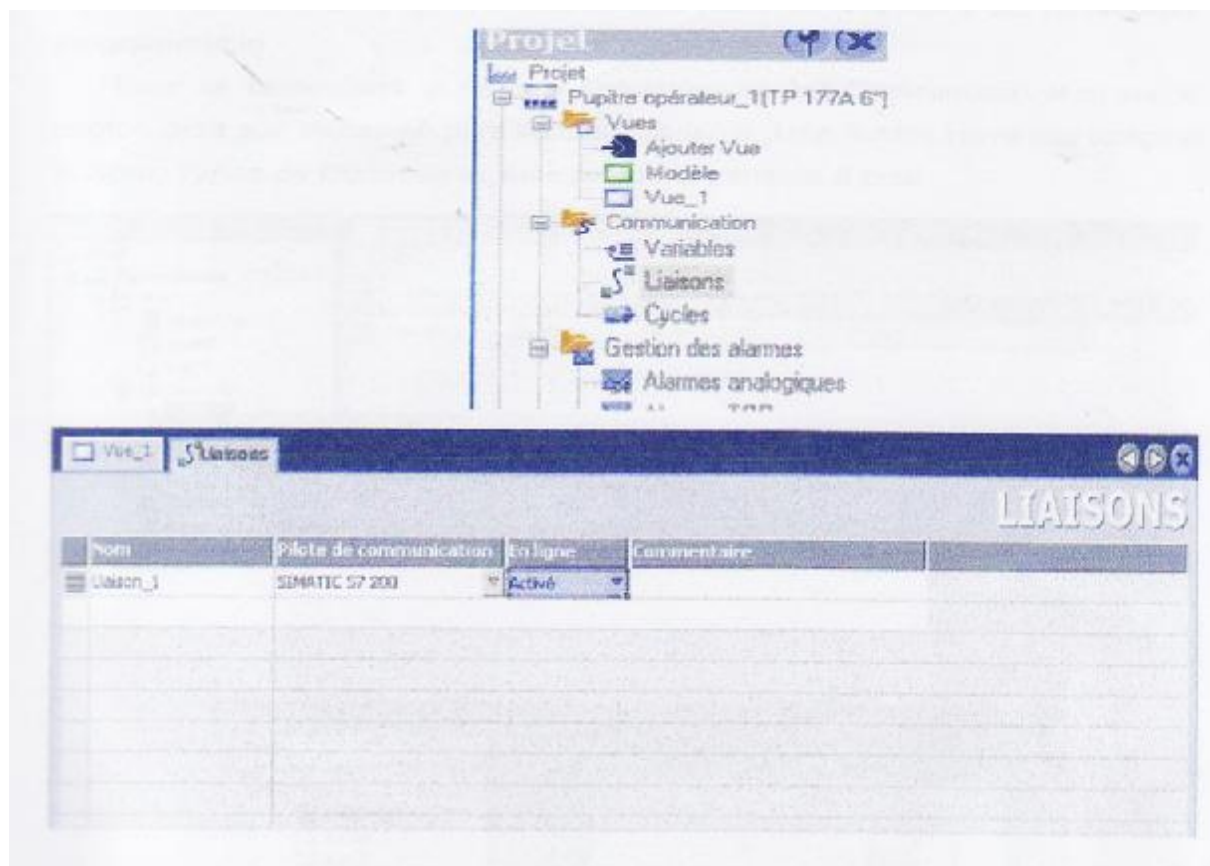 Projet
Projet
Pupitre opérateur_1(TP 177A 6")
Vues
Ajouter Vue
Modèle
Vue_1
Communication
Variables
Liaisons
Cycles
Gestion des alarmes
Alarmes analogiques
Vue_1 Liaisons
LIAISONS
Nom Pilote de communication En ligne Commentaire
Liaison_1 SIMATIC S7 200 Activé